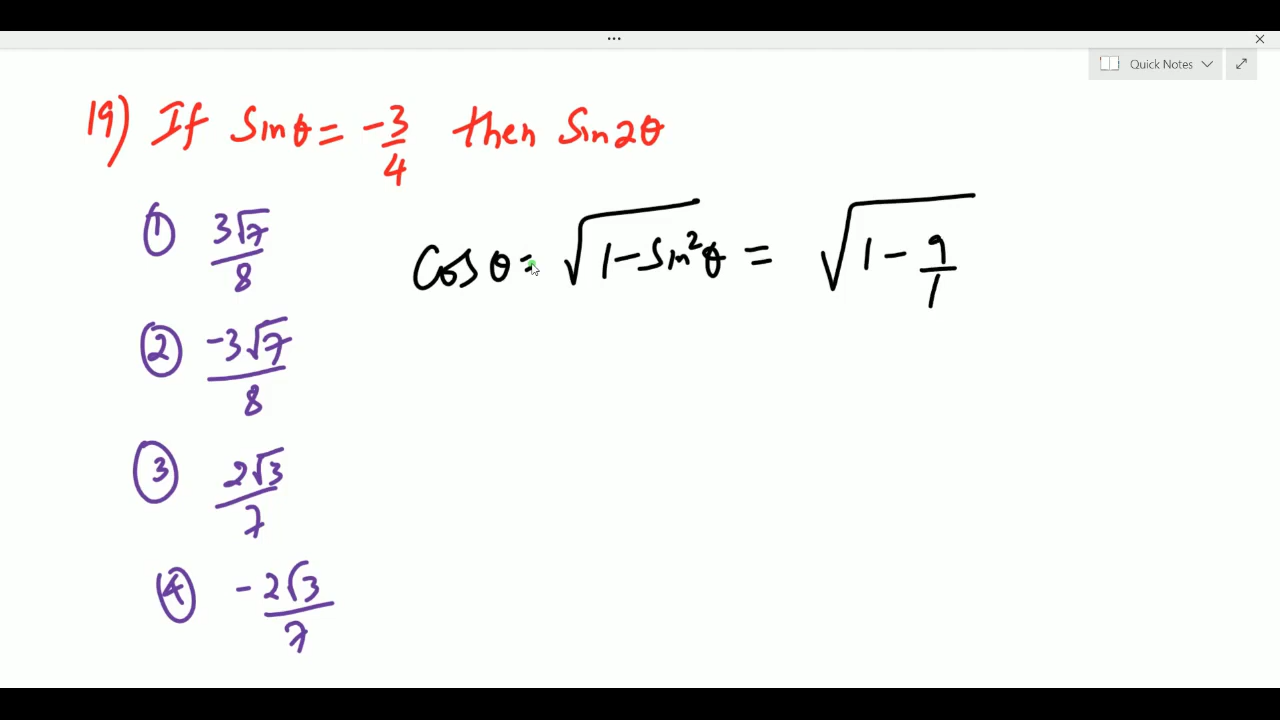 Quick Notes
19) If Sinθ = -3/4 then Sin2θ
① 3√7/8
Cosθ = √(1-Sin²θ) = √(1-9/1
② -3√7/8
③ 2√3/7
④ -2√3/7